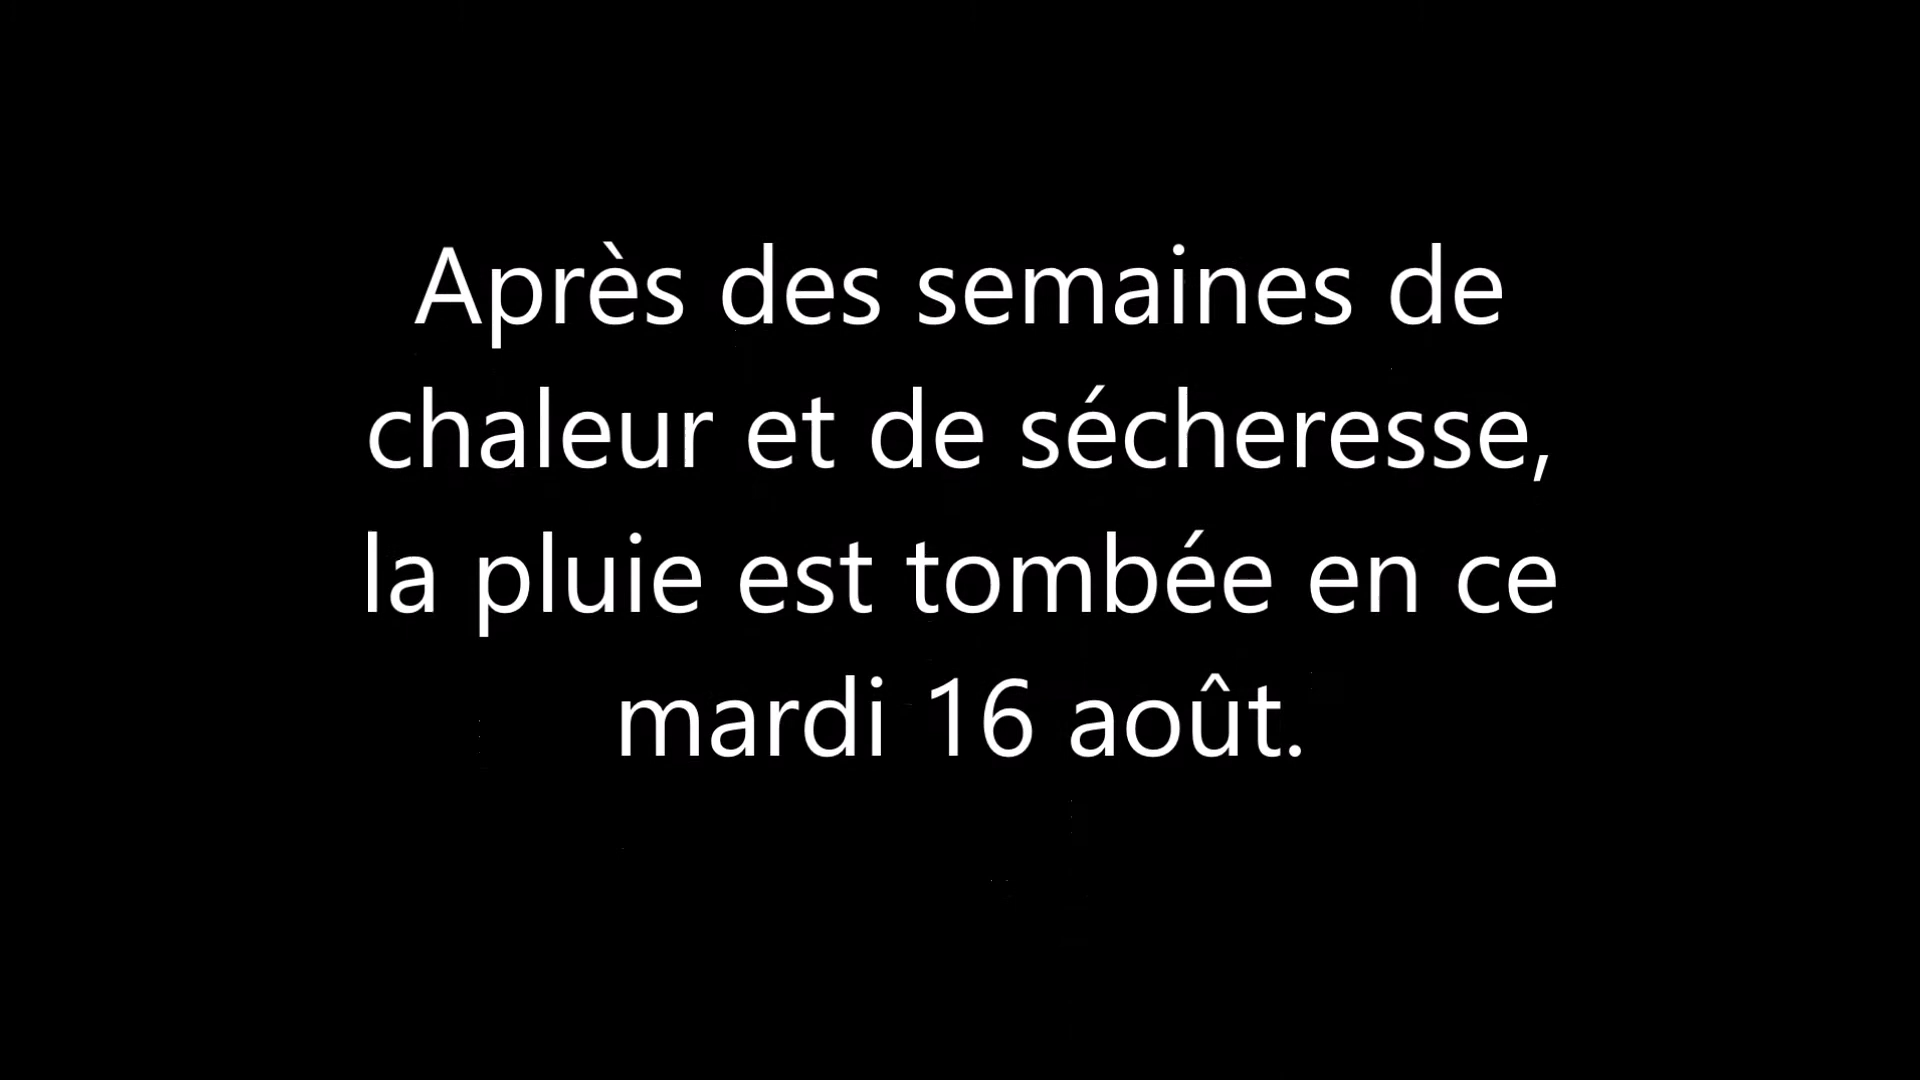 Après des semaines de
chaleur et de sécheresse,
la pluie est tombée en ce
mardi 16 août.